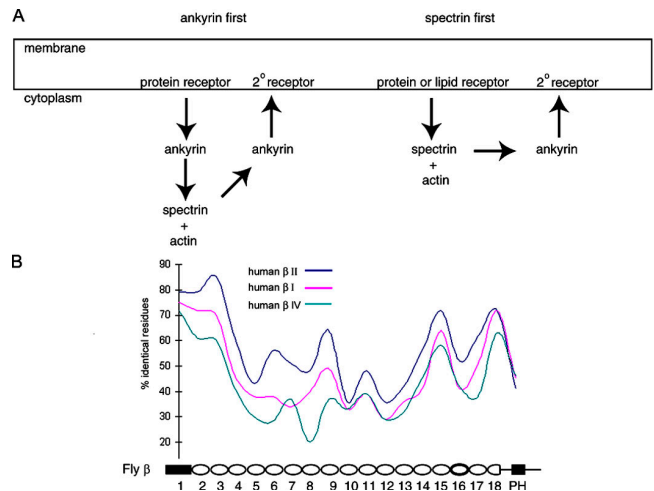 A
ankyrin first spectrin first
membrane
protein receptor 2° receptor protein or lipid receptor 2° receptor
cytoplasm
ankyrin ankyrin spectrin ankyrin
+
actin
spectrin
+
actin
B
90
80
70
60
50
40
30
20
% identical residues
human β II
human β I
human β IV
Fly β
1 2 3 4 5 6 7 8 9 10 11 12 13 14 15 16 17 18 PH